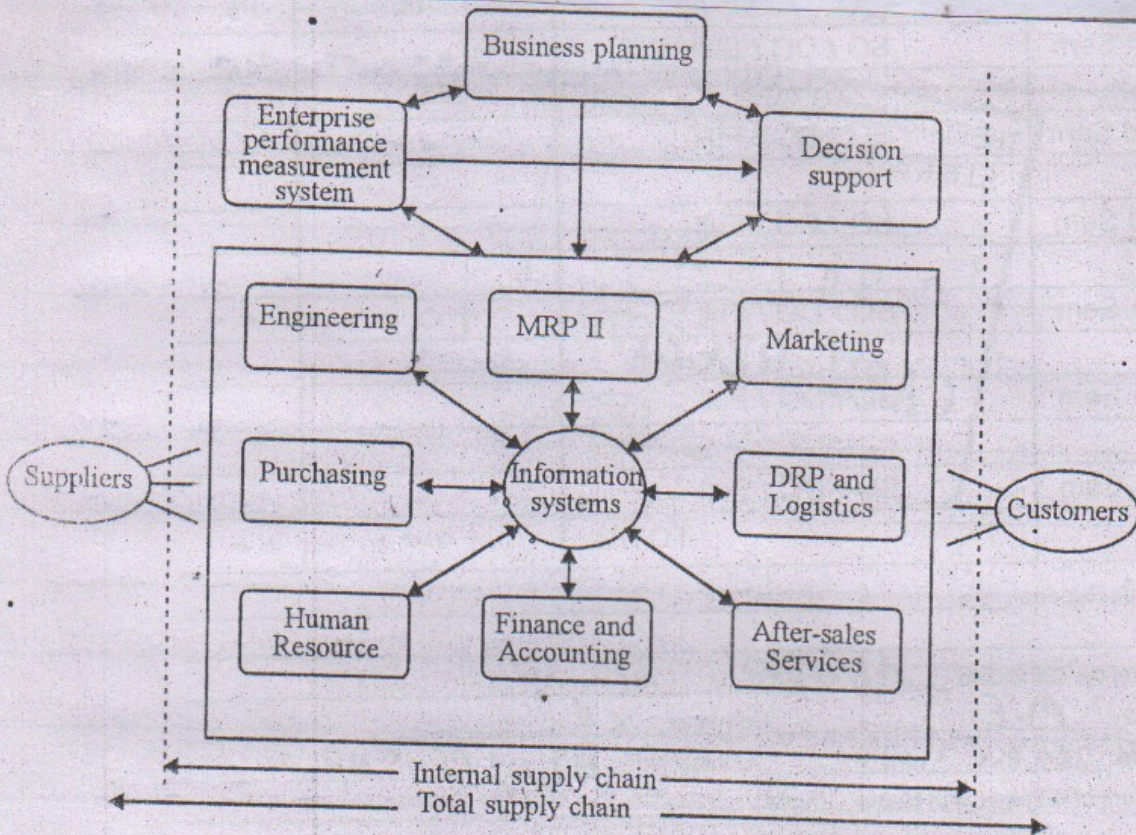 Business planning
Enterprise
performance
measurement
system
Decision
support
Engineering
MRP II
Marketing
Suppliers
Purchasing
Information
systems
DRP and
Logistics
Customers
Human
Resource
Finance and
Accounting
After-sales
Services
Internal supply chain
Total supply chain